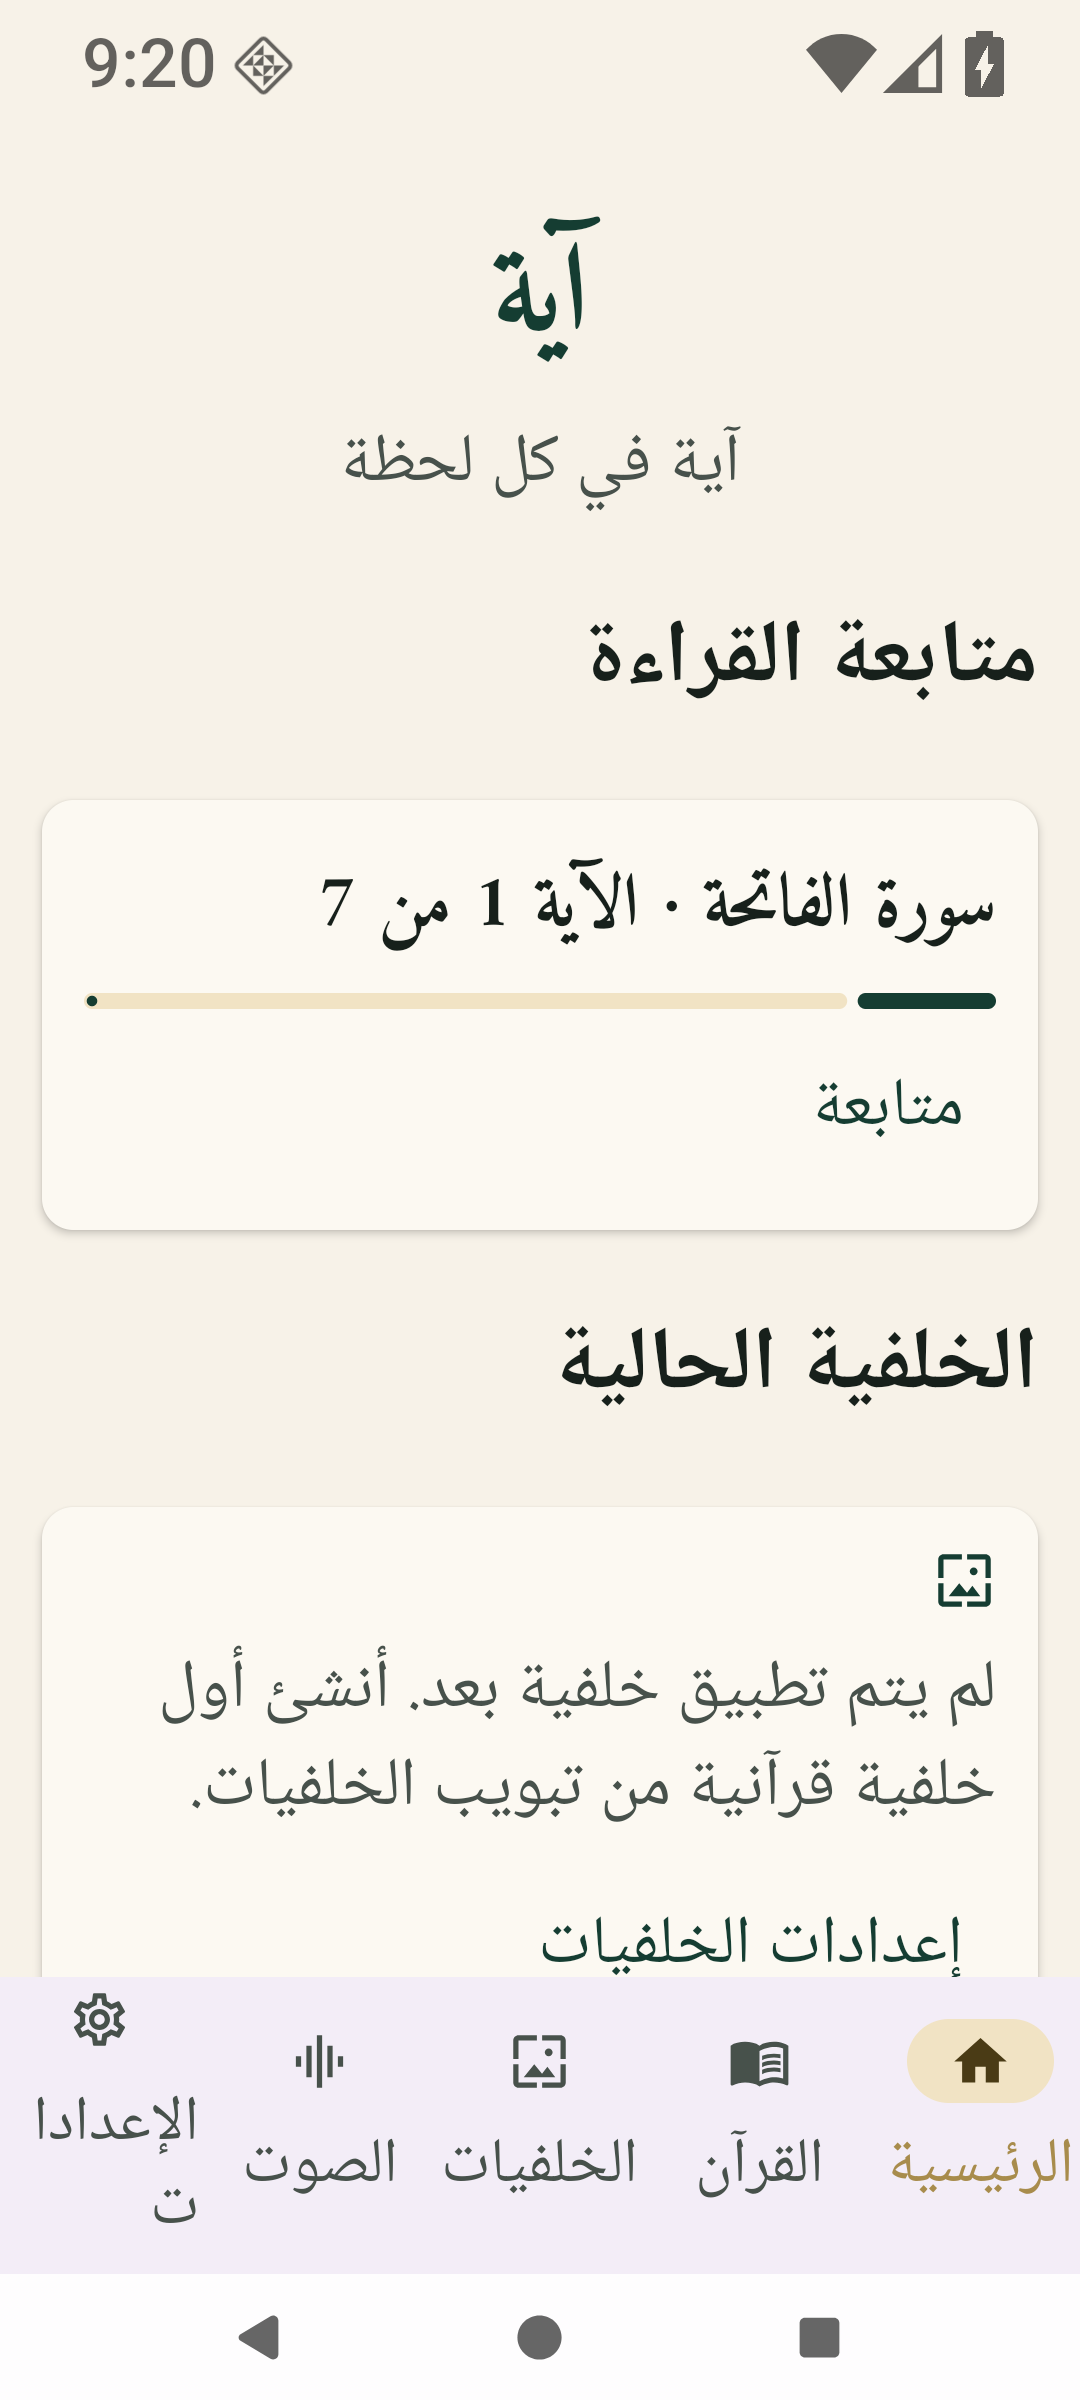 9:20
آية
آية في كل لحظة
متابعة القراءة
سورة الفاتحة · الآية 1 من 7
متابعة
الخلفية الحالية
لم يتم تطبيق خلفية بعد. أنشئ أول
خلفية قرآنية من تبويب الخلفيات.
إعدادات الخلفيات
الرئيسية
القرآن
الخلفيات
الصوت
الإعدادا
ت